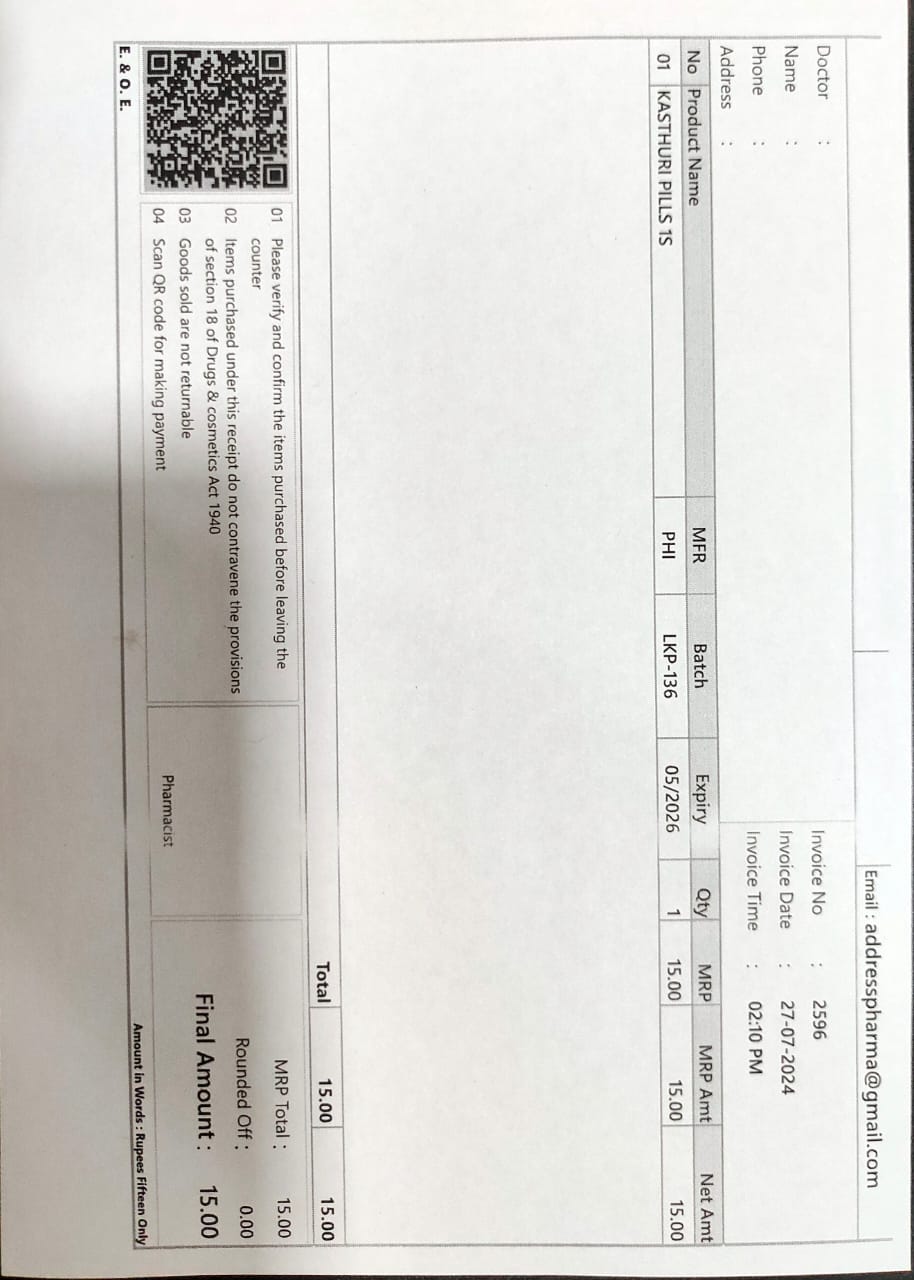 Email : addresspharma@gmail.com
Doctor :
Name :
Phone :
Address :
Invoice No : 2596
Invoice Date : 27-07-2024
Invoice Time : 02:10 PM
No Product Name MFR Batch Expiry Qty MRP MRP Amt Net Amt
01 KASTHURI PILLS 1S PHI LKP-136 05/2026 1 15.00 15.00 15.00
Total 15.00 15.00
01 Please verify and confirm the items purchased before leaving the
counter
02 Items purchased under this receipt do not contravene the provisions
of section 18 of Drugs & cosmetics Act 1940
03 Goods sold are not returnable
04 Scan QR code for making payment
Pharmacist
MRP Total : 15.00
Rounded Off : 0.00
Final Amount : 15.00
E. & O. E.
Amount in Words : Rupees Fifteen Only